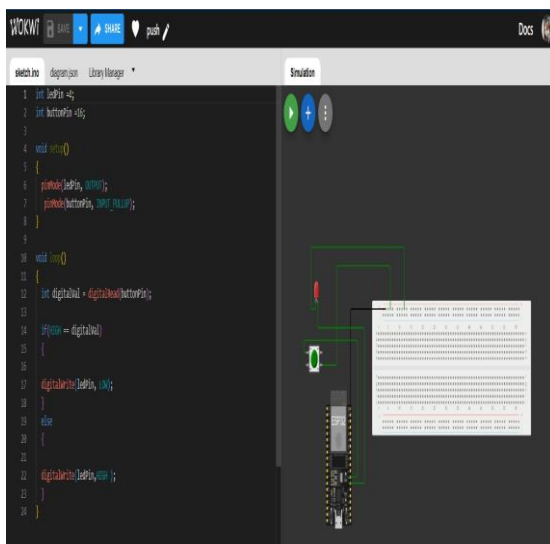 WOKWi SAVE SHARE push Docs
sketch.ino diagram.json Library Manager Simulation
1 int ledPin =4;
2 int buttonPin =16;
3
4 void setup()
5 {
6 pinMode(ledPin, OUTPUT);
7 pinMode(buttonPin, INPUT_PULLUP);
8 }
9
10 void loop()
11 {
12 int digitalVal = digitalRead(buttonPin);
13
14 if(HIGH == digitalVal)
15 {
16
17 digitalWrite(ledPin, LOW);
18 }
19 else
20 {
21
22 digitalWrite(ledPin,HIGH );
23 }
24 }
ESP32